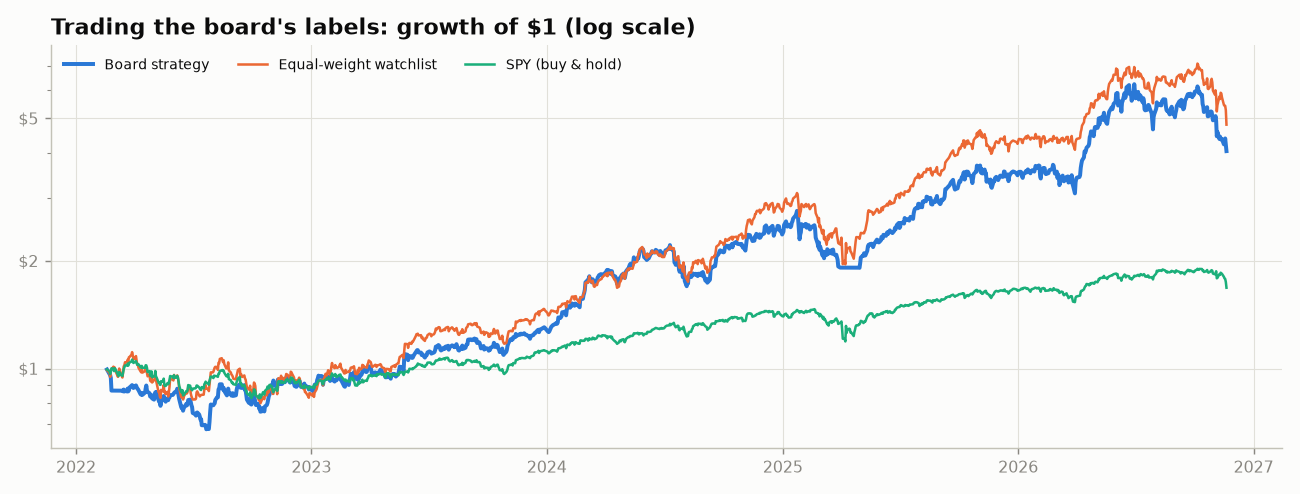 Trading the board's labels: growth of $1 (log scale)
Board strategy Equal-weight watchlist SPY (buy & hold)
$5
$2
$1
2022 2023 2024 2025 2026 2027